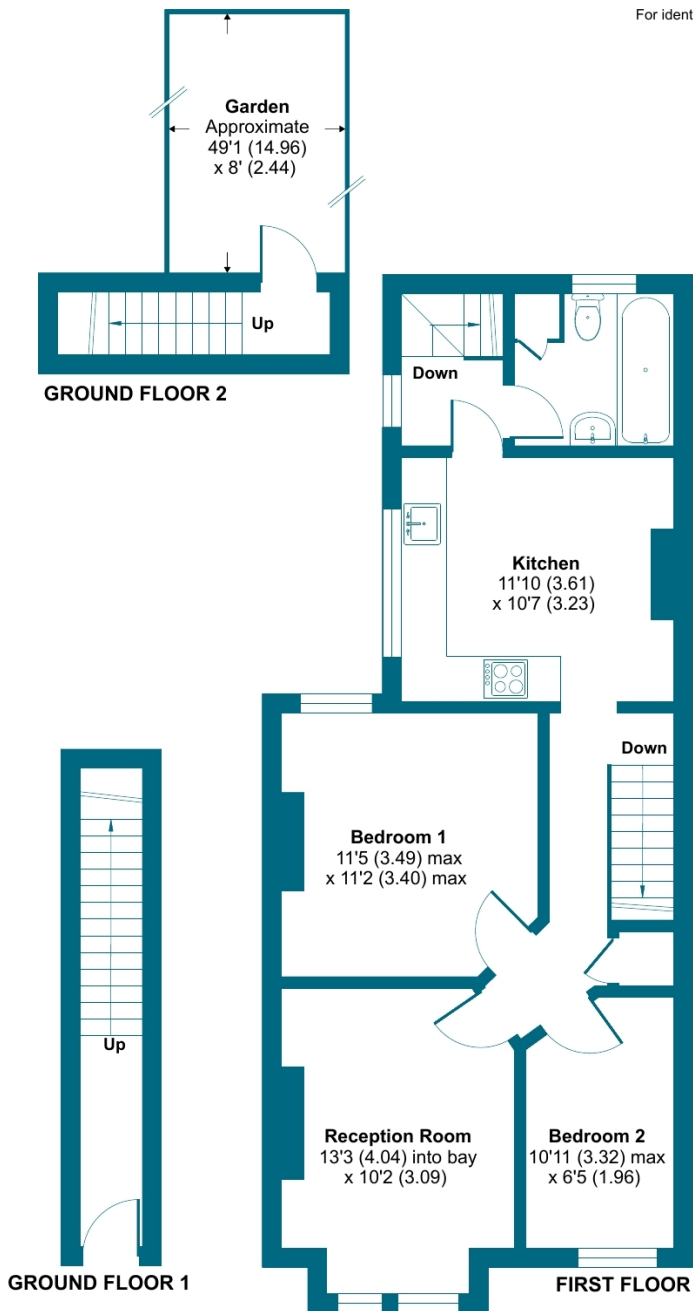 For ident
Garden
Approximate
49'1 (14.96)
x 8' (2.44)
Up
GROUND FLOOR 2
Down
Kitchen
11'10 (3.61)
x 10'7 (3.23)
Down
Bedroom 1
11'5 (3.49) max
x 11'2 (3.40) max
Up
Reception Room
13'3 (4.04) into bay
x 10'2 (3.09)
Bedroom 2
10'11 (3.32) max
x 6'5 (1.96)
GROUND FLOOR 1
FIRST FLOOR